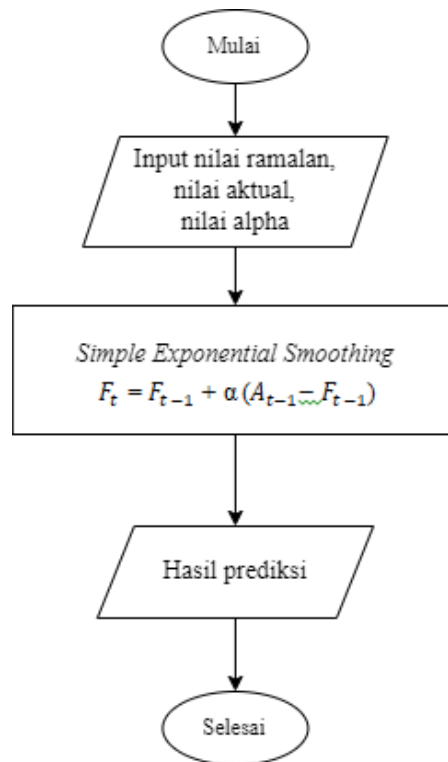 Mulai
Input nilai ramalan,
nilai aktual,
nilai alpha
Simple Exponential Smoothing
F_t = F_{t-1} + α (A_{t-1} − F_{t-1})
Hasil prediksi
Selesai